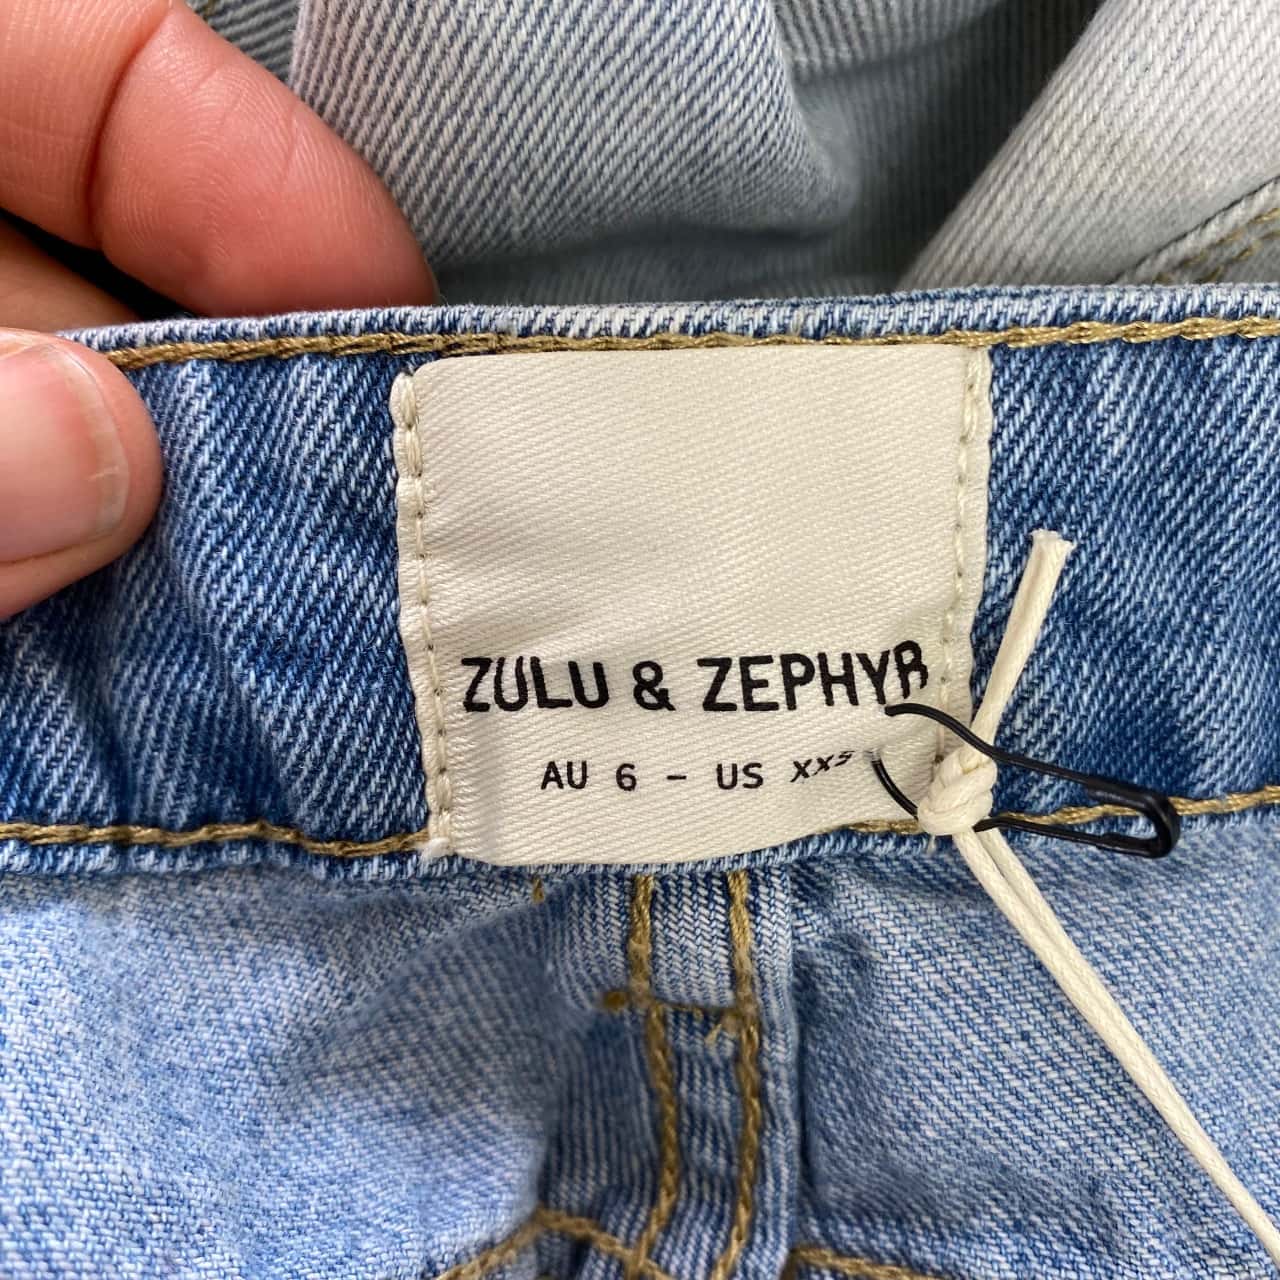 ZULU & ZEPHYR
AU 6 - US XXS